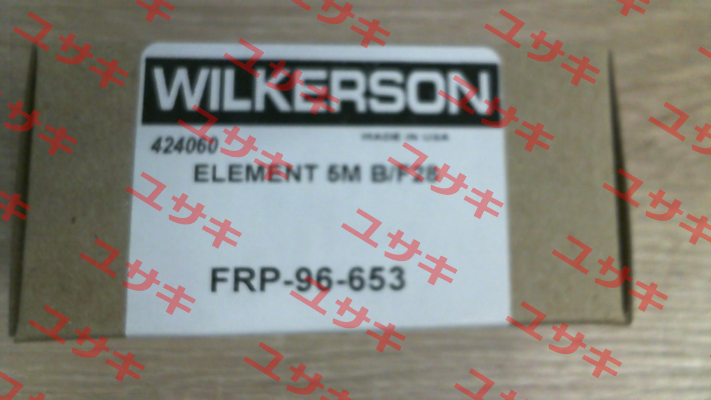 WILKERSON
MADE IN USA
424060
ELEMENT 5M B/F28
FRP-96-653
ユサキ